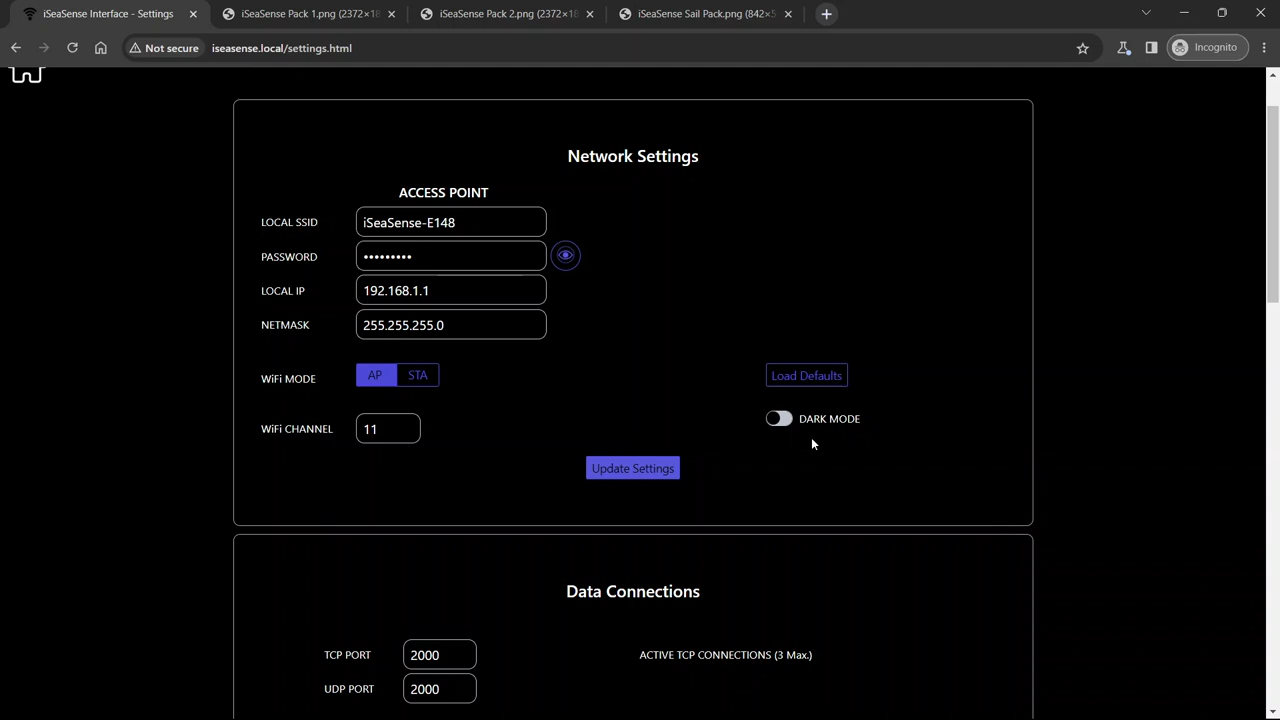 iSeaSense Interface - Settings
iSeaSense Pack 1.png (2372×18
iSeaSense Pack 2.png (2372×18
iSeaSense Sail Pack.png (842×5
Not secure
iseasense.local/settings.html
Incognito
Network Settings
ACCESS POINT
LOCAL SSID
iSeaSense-E148
PASSWORD
•••••••••
LOCAL IP
192.168.1.1
NETMASK
255.255.255.0
WiFi MODE
AP
STA
Load Defaults
DARK MODE
WiFi CHANNEL
11
Update Settings
Data Connections
TCP PORT
2000
ACTIVE TCP CONNECTIONS (3 Max.)
UDP PORT
2000